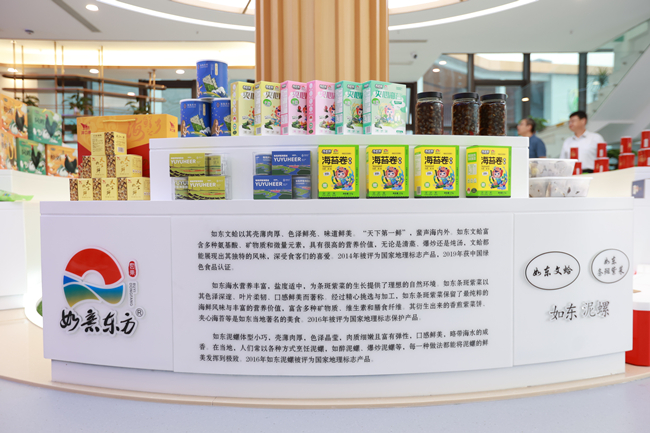 夹心海苔
海苔卷
海苔卷
海苔卷
海苔卷
YUYUHEER
YUYUHEER
如东文蛤以其壳薄肉厚、色泽鲜亮、味道鲜美、“天下第一鲜”，蜚声海内外。如东文蛤富
含多种氨基酸、矿物质和微量元素，具有很高的营养价值，无论是清蒸、爆炒还是炖汤，文蛤都
能展现出其独特的风味，深受食客们的喜爱。2014年被评为国家地理标志产品，2019年获中国绿
色食品认证。
如东海水营养丰富，盐度适中，为条斑紫菜的生长提供了理想的自然环境。如东条斑紫菜以
其色泽深邃、叶片柔韧、口感鲜美而著称。经过精心挑选与加工，如东条斑紫菜保留了最纯粹的
海鲜风味与丰富的营养价值，富含多种矿物质、维生素和膳食纤维。其衍生出来的香煎紫菜饼、
夹心海苔等是如东当地著名的美食。2016年被评为国家地理标志保护产品。
如东泥螺体型小巧，壳薄肉厚，色泽晶莹，肉质细嫩且富有弹性，口感鲜美，略带海水的咸
香。在当地，人们常以各种方式烹饪泥螺，如醉泥螺、爆炒泥螺等，每一种做法都能将泥螺的鲜
美发挥到极致。2016年如东泥螺被评为国家地理标志产品。
如意东方®
如东文蛤
如东
条斑紫菜
如东泥螺